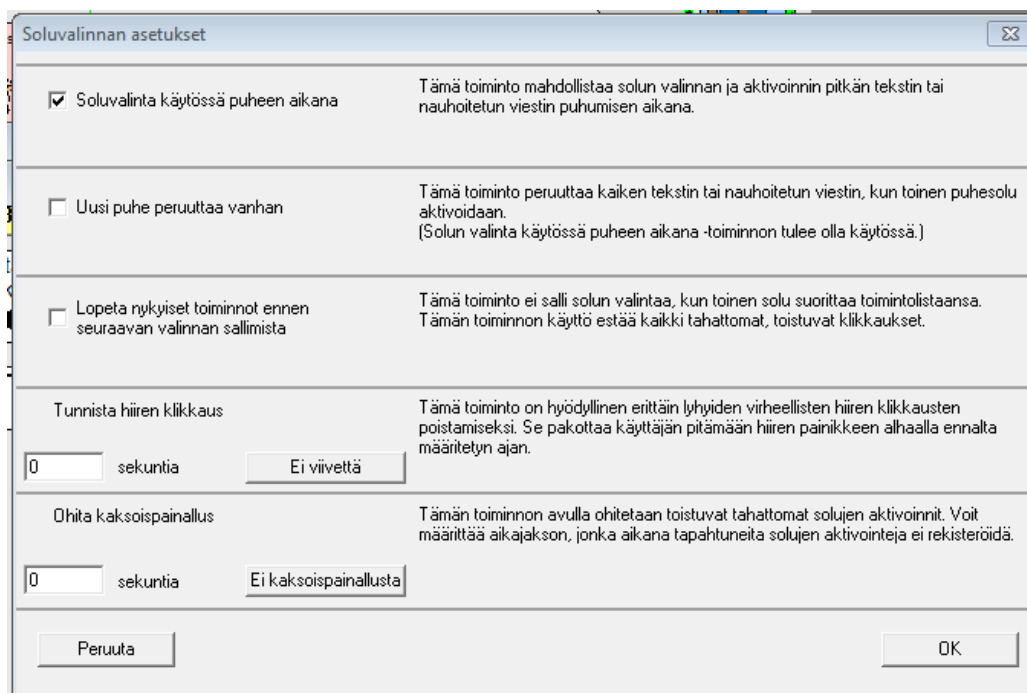 Soluvalinnan asetukset
Soluvalinta käytössä puheen aikana
Tämä toiminto mahdollistaa solun valinnan ja aktivoinnin pitkän tekstin tai
nauhoitetun viestin puhumisen aikana.
Uusi puhe peruuttaa vanhan
Tämä toiminto peruuttaa kaiken tekstin tai nauhoitetun viestin, kun toinen puhesolu
aktivoidaan.
(Solun valinta käytössä puheen aikana -toiminnon tulee olla käytössä.)
Lopeta nykyiset toiminnot ennen
seuraavan valinnan sallimista
Tämä toiminto ei salli solun valintaa, kun toinen solu suorittaa toimintolistaansa.
Tämän toiminnon käyttö estää kaikki tahattomat, toistuvat klikkaukset.
Tunnista hiiren klikkaus
0 sekuntia Ei viivettä
Tämä toiminto on hyödyllinen erittäin lyhyiden virheellisten hiiren klikkausten
poistamiseksi. Se pakottaa käyttäjän pitämään hiiren painikkeen alhaalla ennalta
määritetyn ajan.
Ohita kaksoispainallus
0 sekuntia Ei kaksoispainallusta
Tämän toiminnon avulla ohitetaan toistuvat tahattomat solujen aktivoinnit. Voit
määrittää aikajakson, jonka aikana tapahtuneita solujen aktivointeja ei rekisteröidä.
Peruuta
OK